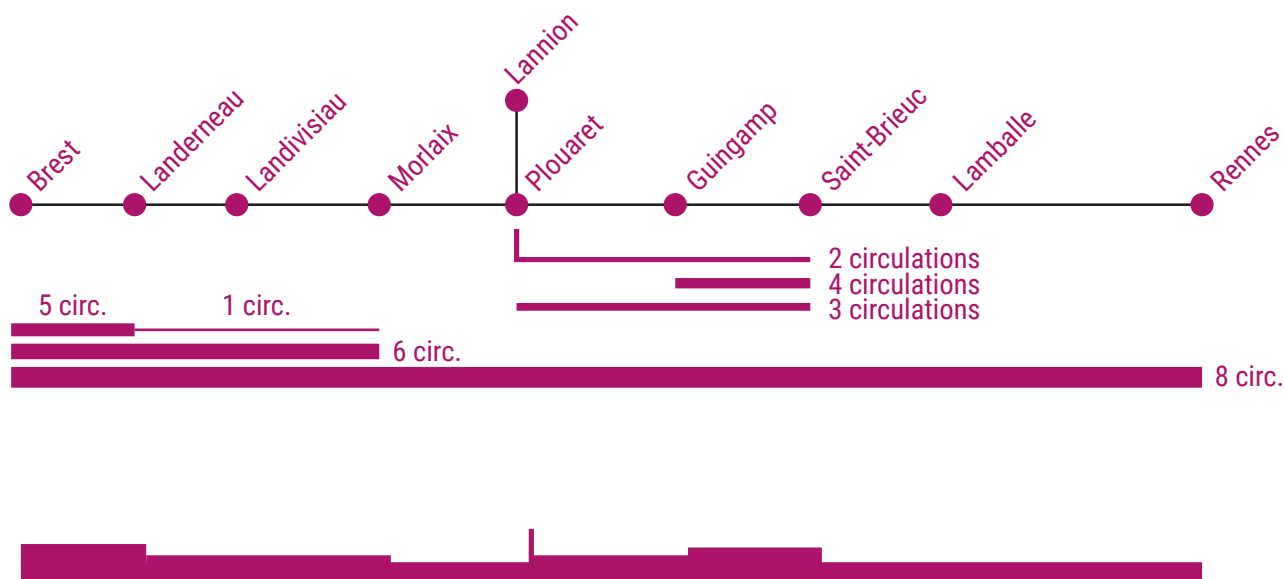 Lannion
Brest
Landerneau
Landivisiau
Morlaix
Plouaret
Guingamp
Saint-Brieuc
Lamballe
Rennes
2 circulations
4 circulations
3 circulations
5 circ.
1 circ.
6 circ.
8 circ.